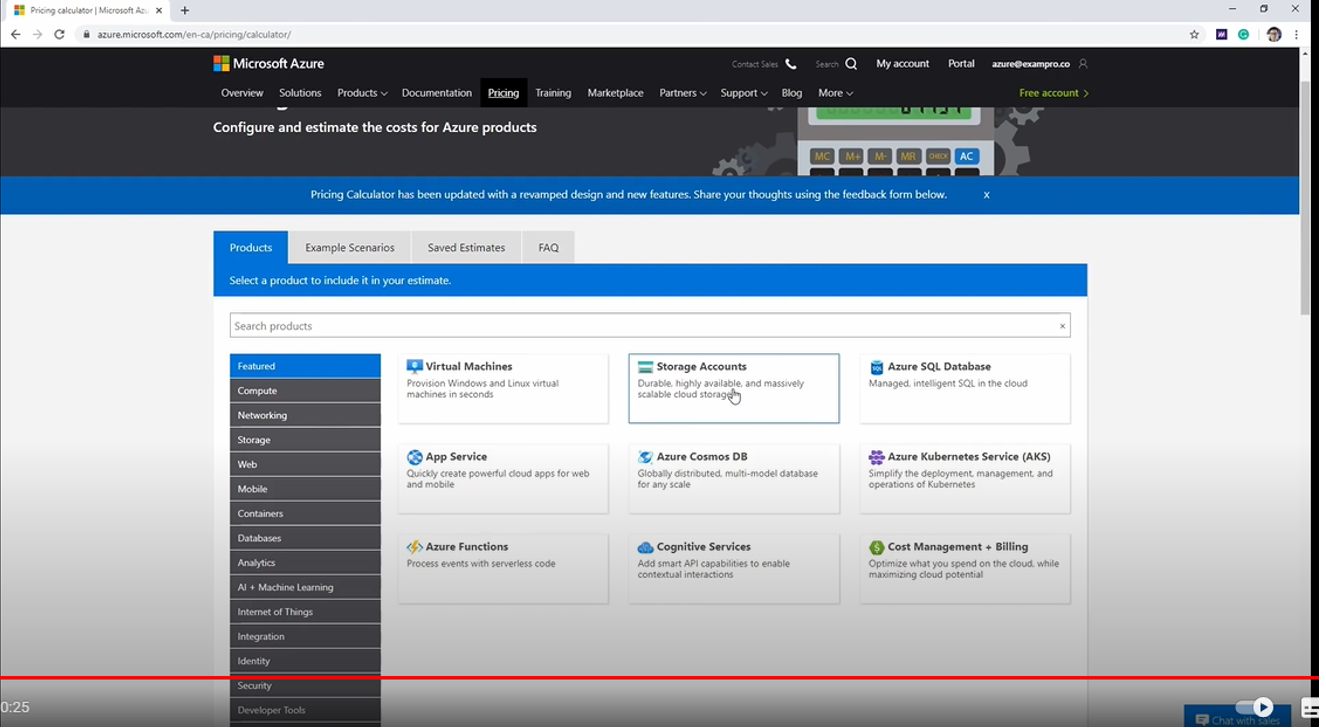 Pricing calculator | Microsoft Azu
azure.microsoft.com/en-ca/pricing/calculator/
Microsoft Azure
Contact Sales
Search
My account
Portal
azure@exampro.co
Overview
Solutions
Products
Documentation
Pricing
Training
Marketplace
Partners
Support
Blog
More
Free account
Configure and estimate the costs for Azure products
MC M+ M- MR CHECK AC
Pricing Calculator has been updated with a revamped design and new features. Share your thoughts using the feedback form below.
x
Products
Example Scenarios
Saved Estimates
FAQ
Select a product to include it in your estimate.
Search products
×
Featured
Compute
Networking
Storage
Web
Mobile
Containers
Databases
Analytics
AI + Machine Learning
Internet of Things
Integration
Identity
Security
Developer Tools
Virtual Machines
Provision Windows and Linux virtual
machines in seconds
Storage Accounts
Durable, highly available, and massively
scalable cloud storage
Azure SQL Database
SQL
Managed, intelligent SQL in the cloud
App Service
Quickly create powerful cloud apps for web
and mobile
Azure Cosmos DB
Globally distributed, multi-model database
for any scale
Azure Kubernetes Service (AKS)
Simplify the deployment, management, and
operations of Kubernetes
Azure Functions
Process events with serverless code
Cognitive Services
Add smart API capabilities to enable
contextual interactions
Cost Management + Billing
Optimize what you spend on the cloud, while
maximizing cloud potential
0:25
Chat with sales